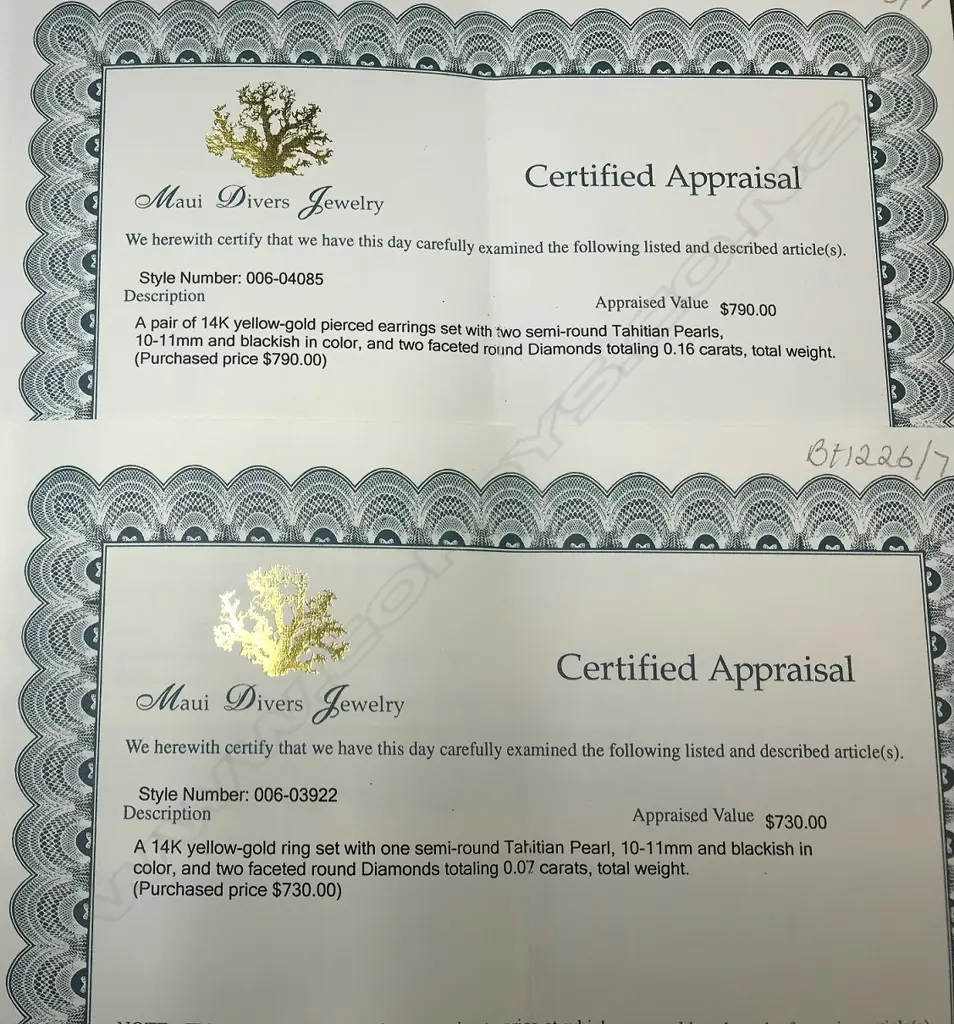 Maui Divers Jewelry
Certified Appraisal
We herewith certify that we have this day carefully examined the following listed and described article(s).
Style Number: 006-04085
Description
Appraised Value $790.00
A pair of 14K yellow-gold pierced earrings set with two semi-round Tahitian Pearls,
10-11mm and blackish in color, and two faceted round Diamonds totaling 0.16 carats, total weight.
(Purchased price $790.00)
BH1226/7
Maui Divers Jewelry
Certified Appraisal
We herewith certify that we have this day carefully examined the following listed and described article(s).
Style Number: 006-03922
Description
Appraised Value $730.00
A 14K yellow-gold ring set with one semi-round Tahitian Pearl, 10-11mm and blackish in
color, and two faceted round Diamonds totaling 0.07 carats, total weight.
(Purchased price $730.00)